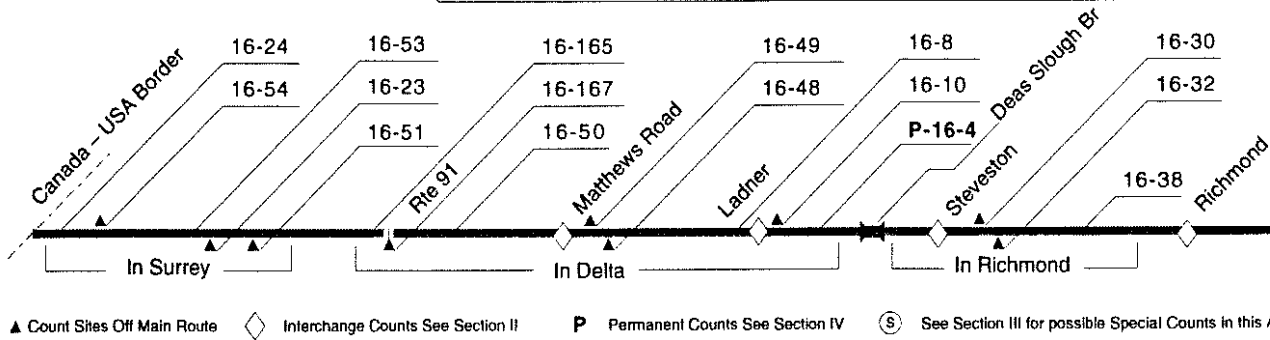 16-24
16-54
16-53
16-23
16-51
16-165
16-167
16-50
16-49
16-48
16-8
16-10
P-16-4
16-30
16-32
16-38
Canada – USA Border
Rte 91
Matthews Road
Ladner
Deas Slough Br
Steveston
Richmond
In Surrey
In Delta
In Richmond
Count Sites Off Main Route
Interchange Counts See Section II
P Permanent Counts See Section IV
S See Section III for possible Special Counts in this